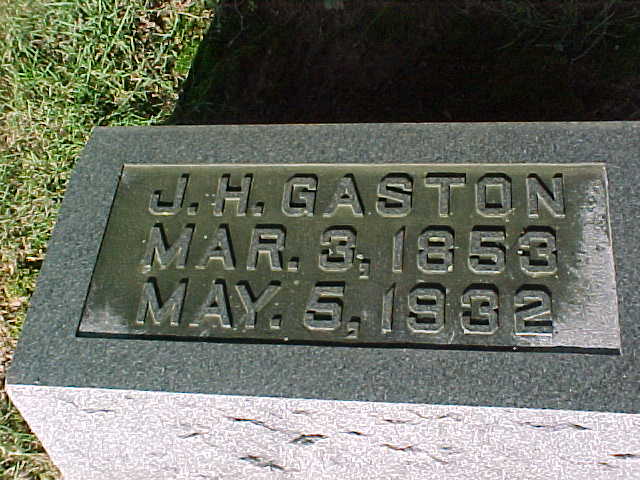 J. H. GASTON
MAR. 3, 1853
MAY. 5, 1932